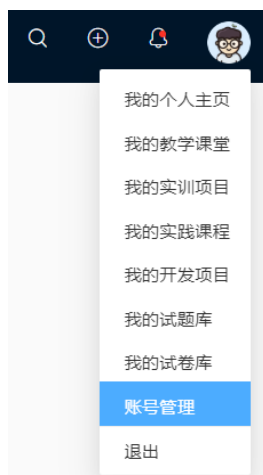 我的个人主页
我的教学课堂
我的实训项目
我的实践课程
我的开发项目
我的试题库
我的试卷库
账号管理
退出